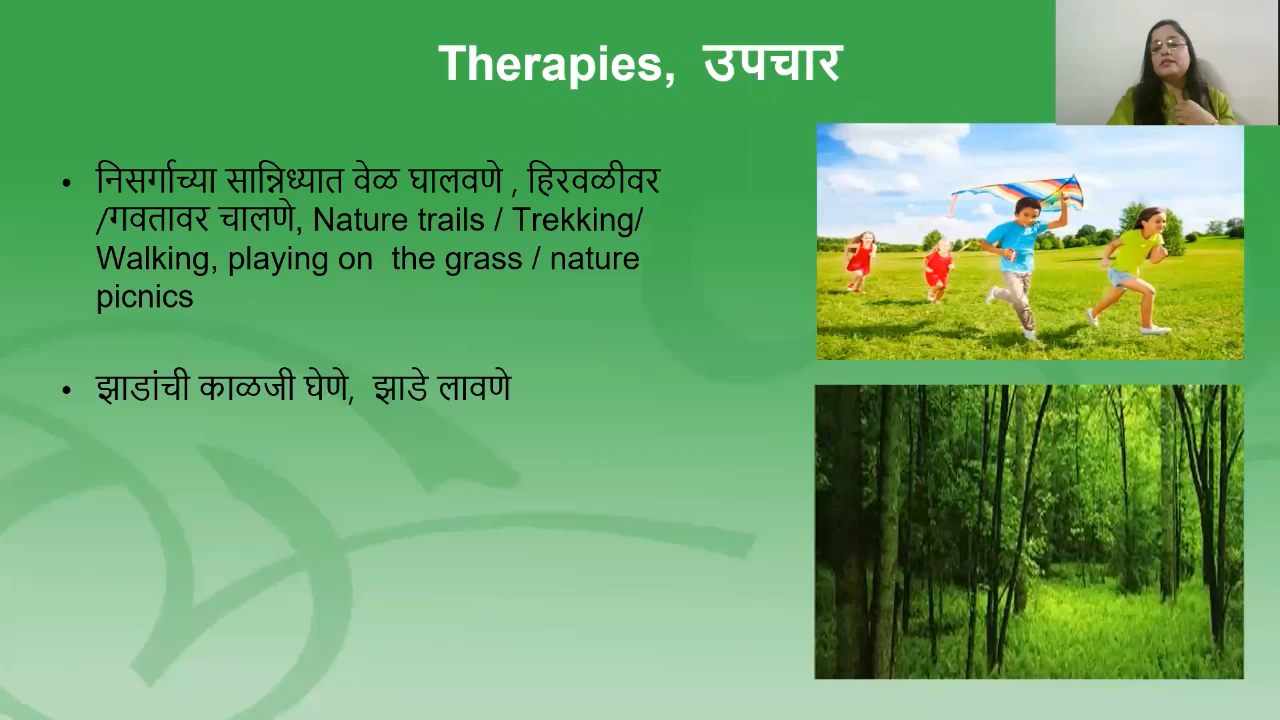 Therapies, उपचार
• निसर्गाच्या सान्निध्यात वेळ घालवणे , हिरवळीवर
/गवतावर चालणे, Nature trails / Trekking/
Walking, playing on the grass / nature
picnics
• झाडांची काळजी घेणे, झाडे लावणे